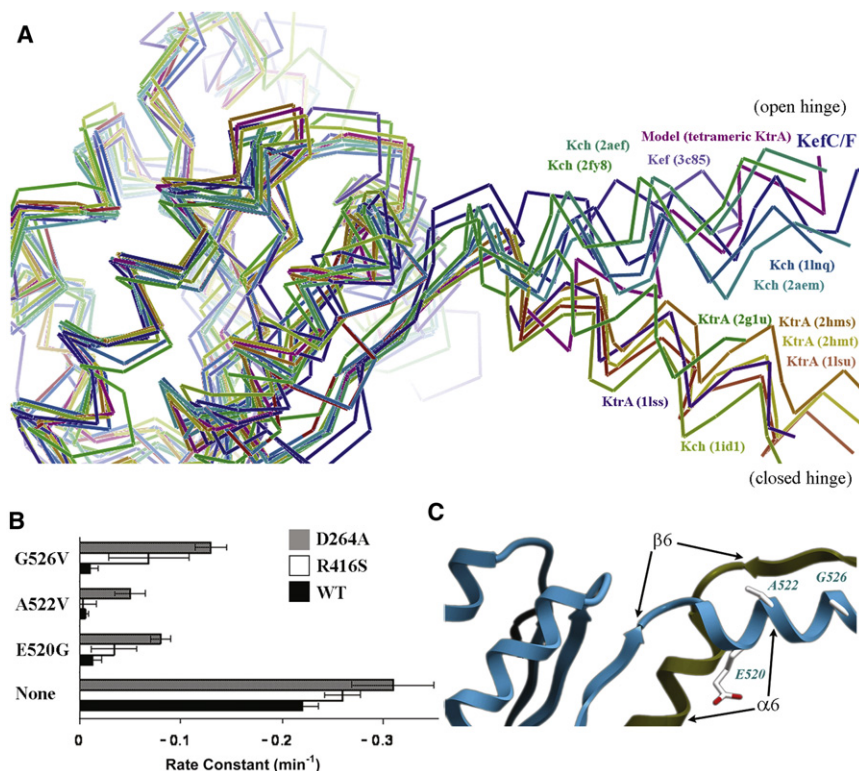 A
(open hinge)
Model (tetrameric KtrA)
KefC/F
Kch (2aef)
Kch (2fy8)
Kef (3c85)
Kch (1lnq)
Kch (2aem)
KtrA (2g1u)
KtrA (2hms)
KtrA (2hmt)
KtrA (1lsu)
KtrA (1lss)
Kch (1id1)
(closed hinge)
B
G526V
A522V
E520G
None
D264A
R416S
WT
0
- 0.1
- 0.2
- 0.3
Rate Constant (min⁻¹)
C
β6
A522
G526
E520
α6